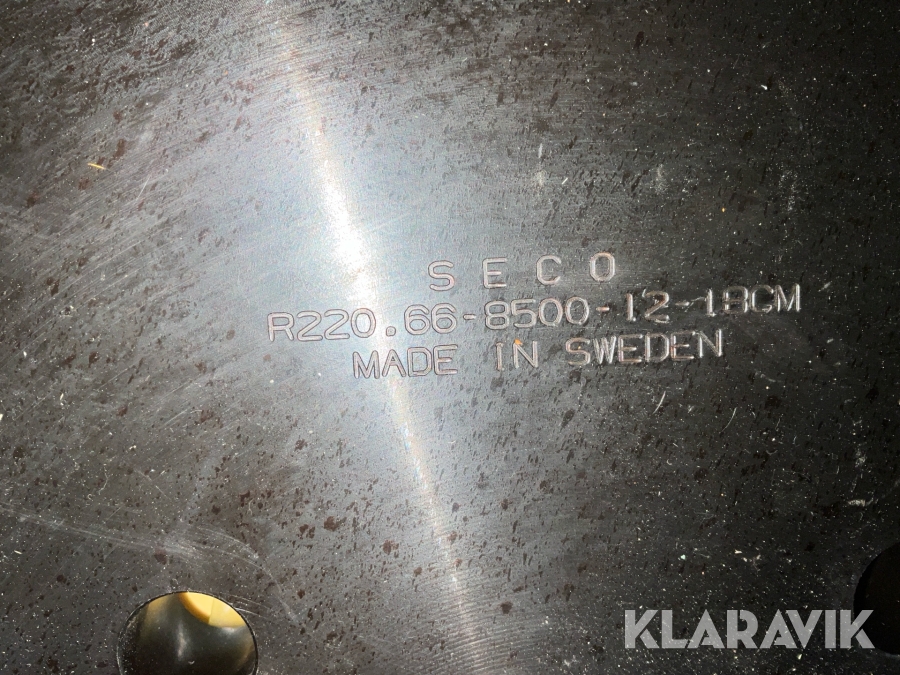 SECO
R220.66-8500-12-18CM
MADE IN SWEDEN
KLARAVIK